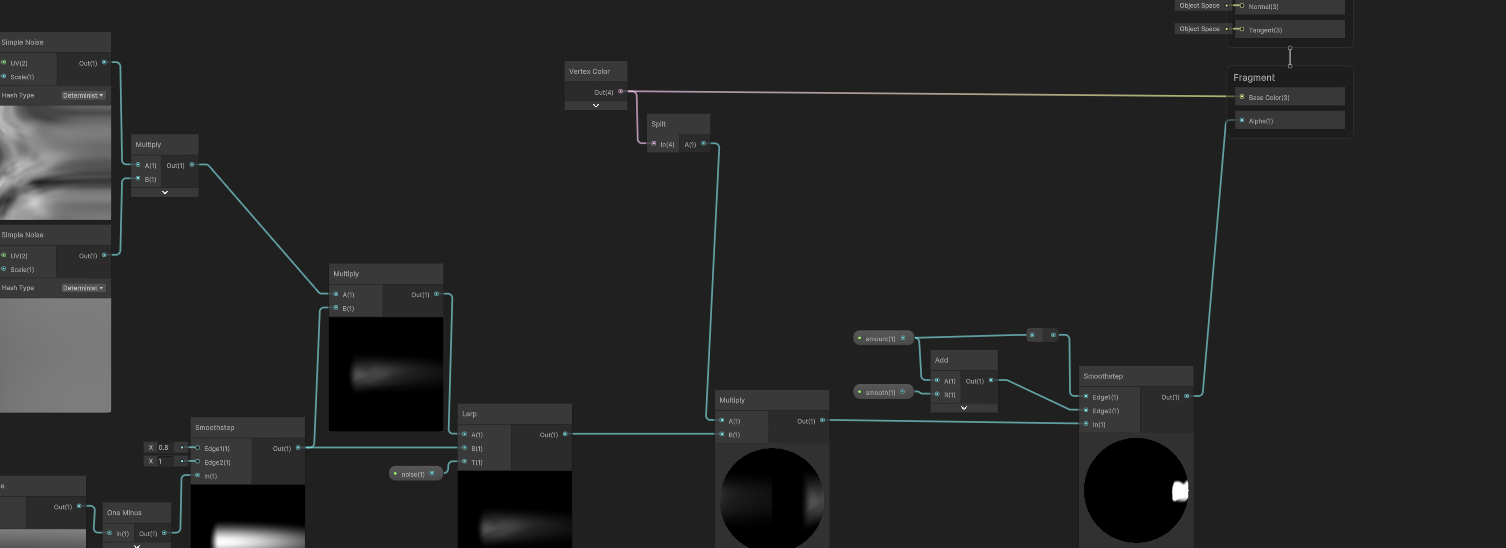 Simple Noise
UV(2) Out(1)
Scale(1)
Hash Type Determinist
Simple Noise
UV(2) Out(1)
Scale(1)
Hash Type Determinist
Multiply
A(1) Out(1)
B(1)
Multiply
A(1) Out(1)
B(1)
X 0.8
X 1
Smoothstep
Edge1(1) Out(1)
Edge2(1)
In(1)
e
Out(1)
One Minus
In(1) Out(1)
noise(1)
Lerp
A(1) Out(1)
B(1)
T(1)
Vertex Color
Out(4)
Split
In(4) A(1)
Multiply
A(1) Out(1)
B(1)
amount(1)
smooth(1)
Add
A(1) Out(1)
B(1)
Smoothstep
Edge1(1) Out(1)
Edge2(1)
In(1)
Object Space Normal(3)
Object Space Tangent(3)
Fragment
Base Color(3)
Alpha(1)